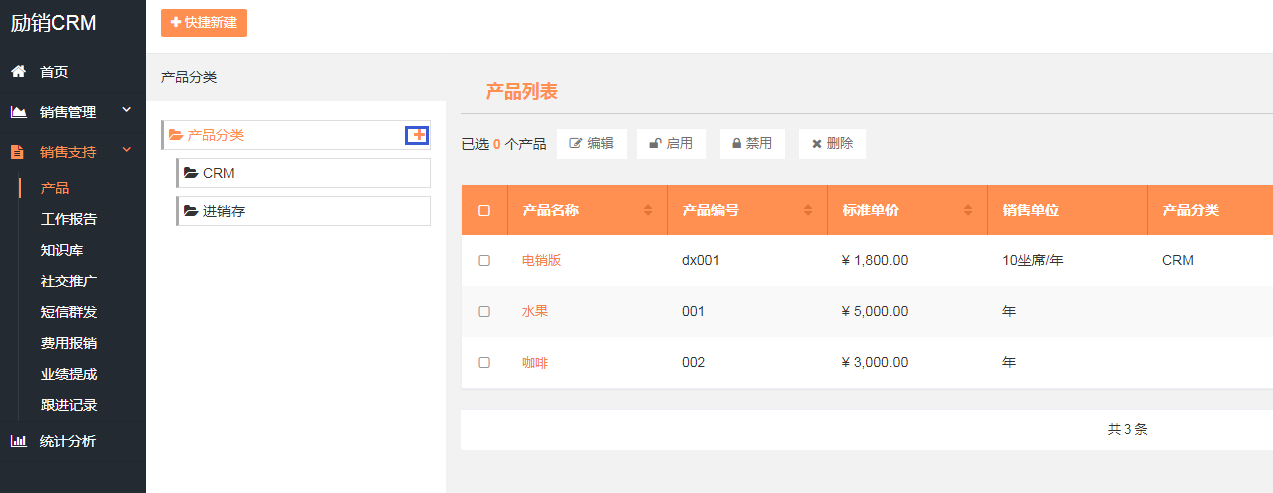 励销CRM
首页
销售管理
销售支持
产品
工作报告
知识库
社交推广
短信群发
费用报销
业绩提成
跟进记录
统计分析
快捷新建
产品分类
产品分类
CRM
进销存
产品列表
已选 0 个产品 编辑 启用 禁用 删除
产品名称 产品编号 标准单价 销售单位 产品分类
电销版 dx001 ¥ 1,800.00 10坐席/年 CRM
水果 001 ¥ 5,000.00 年
咖啡 002 ¥ 3,000.00 年
共 3 条